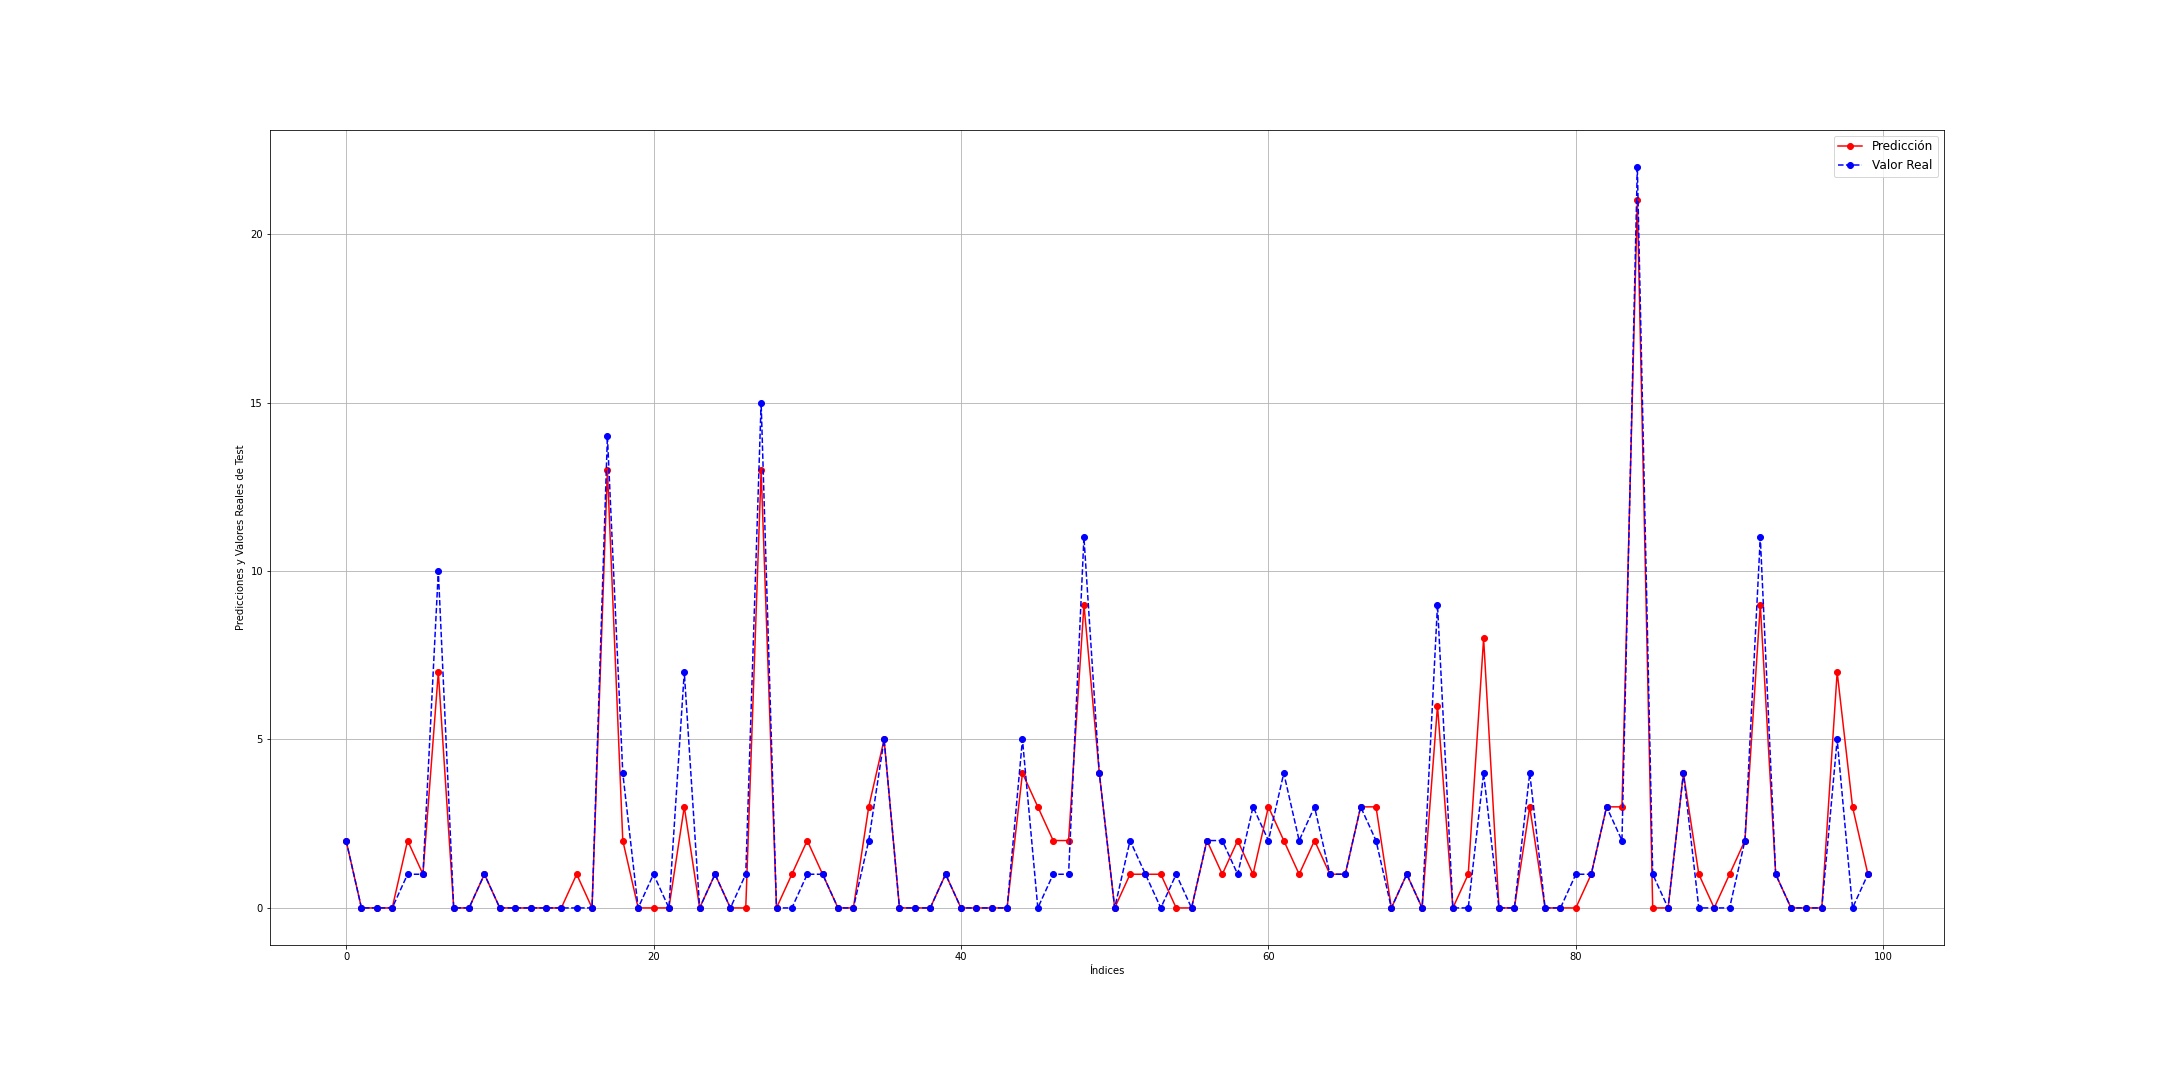 Predicción
Valor Real
20
15
10
5
0
Predicciones y Valores Reales de Test
0 20 40 60 80 100
Índices